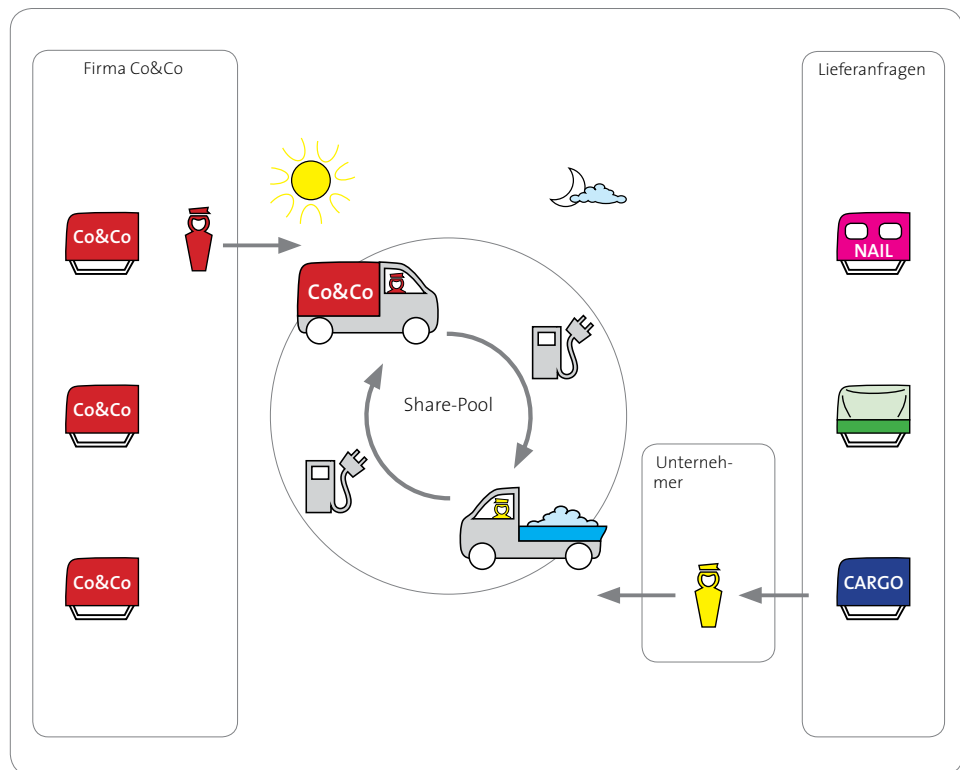 Firma Co&Co
Lieferanfragen
Co&Co
NAIL
Co&Co
Co&Co
Share-Pool
Unterneh-
mer
Co&Co
CARGO